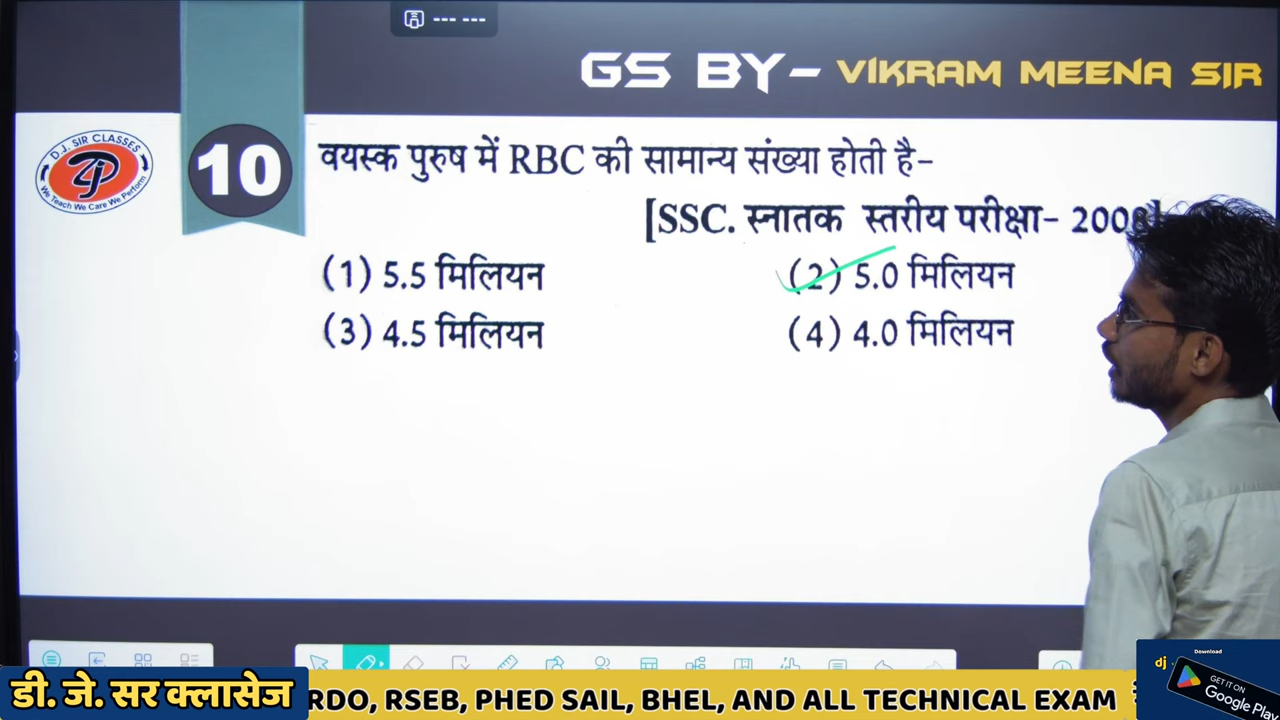 --- ---
GS BY- VIKRAM MEENA SIR
D.J. SIR CLASSES
We Teach We Care We Perform
10 वयस्क पुरुष में RBC की सामान्य संख्या होती है-
[SSC. स्नातक स्तरीय परीक्षा-
(1) 5.5 मिलियन (2) 5.0 मिलियन
(3) 4.5 मिलियन (4) 4.0 मिलियन
डी. जे. सर क्लासेज
RDO, RSEB, PHED SAIL, BHEL, AND ALL TECHNICAL EXAM
Download
dj
GET IT ON
Google Play